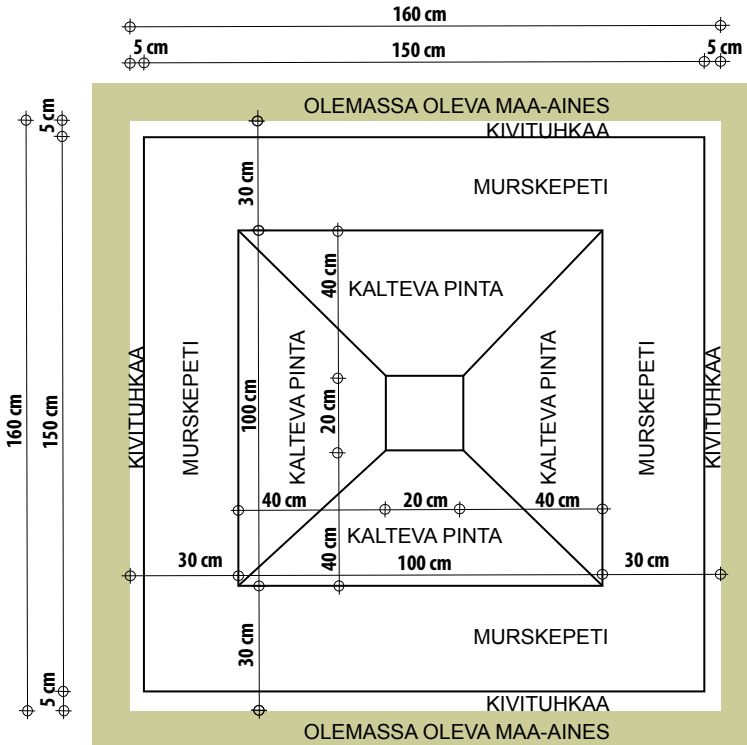 160 cm
5 cm
150 cm
5 cm
OLEMASSA OLEVA MAA-AINES
KIVITUHKAA
5 cm
MURSKEPETI
30 cm
40 cm
KALTEVA PINTA
160 cm
150 cm
KIVITUHKAA
MURSKEPETI
100 cm
KALTEVA PINTA
20 cm
KALTEVA PINTA
MURSKEPETI
KIVITUHKAA
40 cm
20 cm
40 cm
KALTEVA PINTA
40 cm
30 cm
100 cm
30 cm
30 cm
MURSKEPETI
5 cm
KIVITUHKAA
OLEMASSA OLEVA MAA-AINES